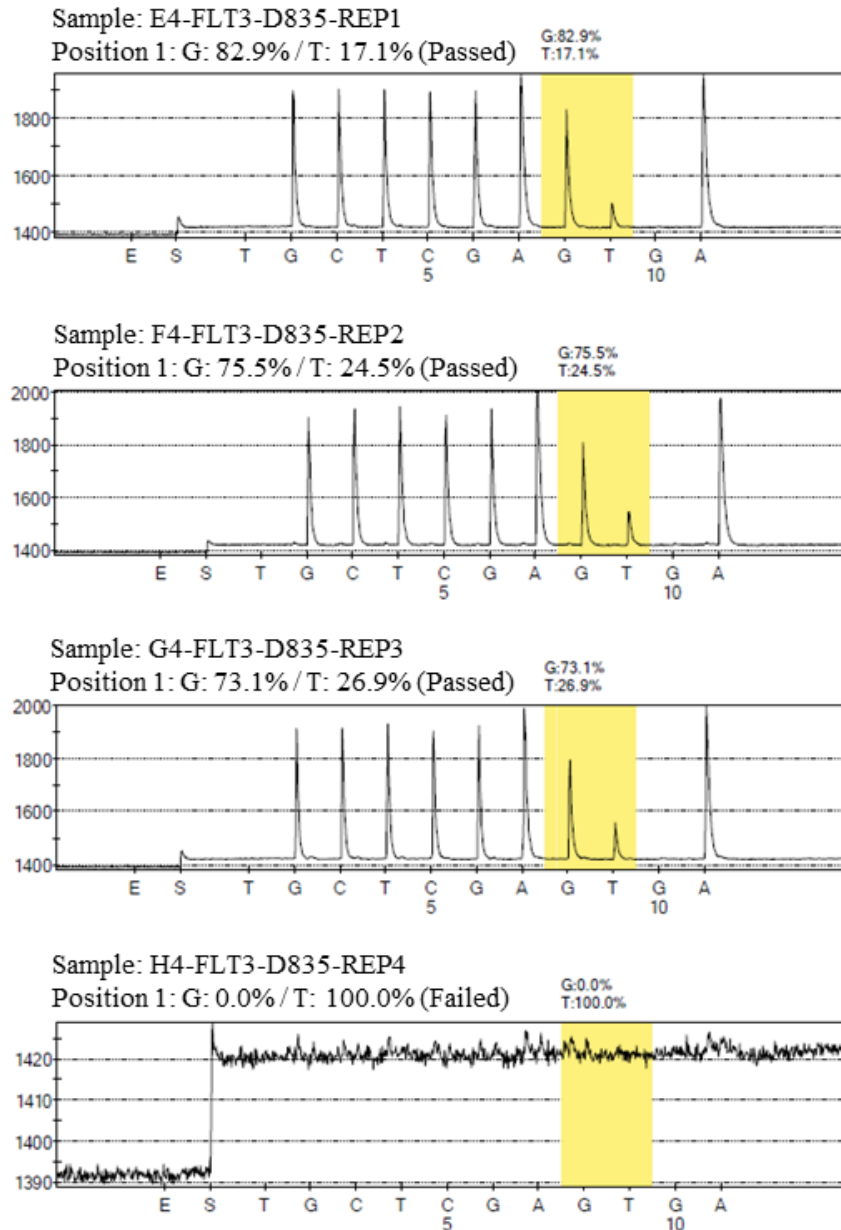 Sample: E4-FLT3-D835-REP1
Position 1: G: 82.9% / T: 17.1% (Passed)
G:82.9%
T:17.1%
1800
1600
1400
E S T G C T C G A G T G A
5 10
Sample: F4-FLT3-D835-REP2
Position 1: G: 75.5% / T: 24.5% (Passed)
G:75.5%
T:24.5%
2000
1800
1600
1400
E S T G C T C G A G T G A
5 10
Sample: G4-FLT3-D835-REP3
Position 1: G: 73.1% / T: 26.9% (Passed)
G:73.1%
T:26.9%
2000
1800
1600
1400
E S T G C T C G A G T G A
5 10
Sample: H4-FLT3-D835-REP4
Position 1: G: 0.0% / T: 100.0% (Failed)
G:0.0%
T:100.0%
1420
1410
1400
1390
E S T G C T C G A G T G A
5 10